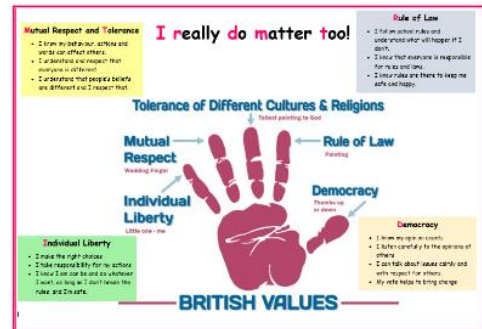 I really do matter too!
Mutual Respect and Tolerance
• I know my behaviour, actions and
words can affect others.
• I understand and respect that
everyone is different.
• I understand that people's beliefs
are different and I respect that.
Rule of Law
• I follow school rules and
understand what will happen if I
don't.
• I know that everyone is responsible
for rules and laws.
• I know rules are there to keep me
safe and happy.
Tolerance of Different Cultures & Religions
Tallest pointing to God
Mutual
Respect
Wedding Finger
Rule of Law
Pointing
Individual
Liberty
Little one - me
Democracy
Thumbs up
or down
Individual Liberty
• I make the right choices
• I take responsibility for my actions
• I know I can be and do whatever
I want, as long as I don't break the
rules, and I'm safe.
Democracy
• I know my opinion counts
• I listen carefully to the opinions of
others
• I can talk about issues calmly and
with respect for others.
• My vote helps to bring change
BRITISH VALUES